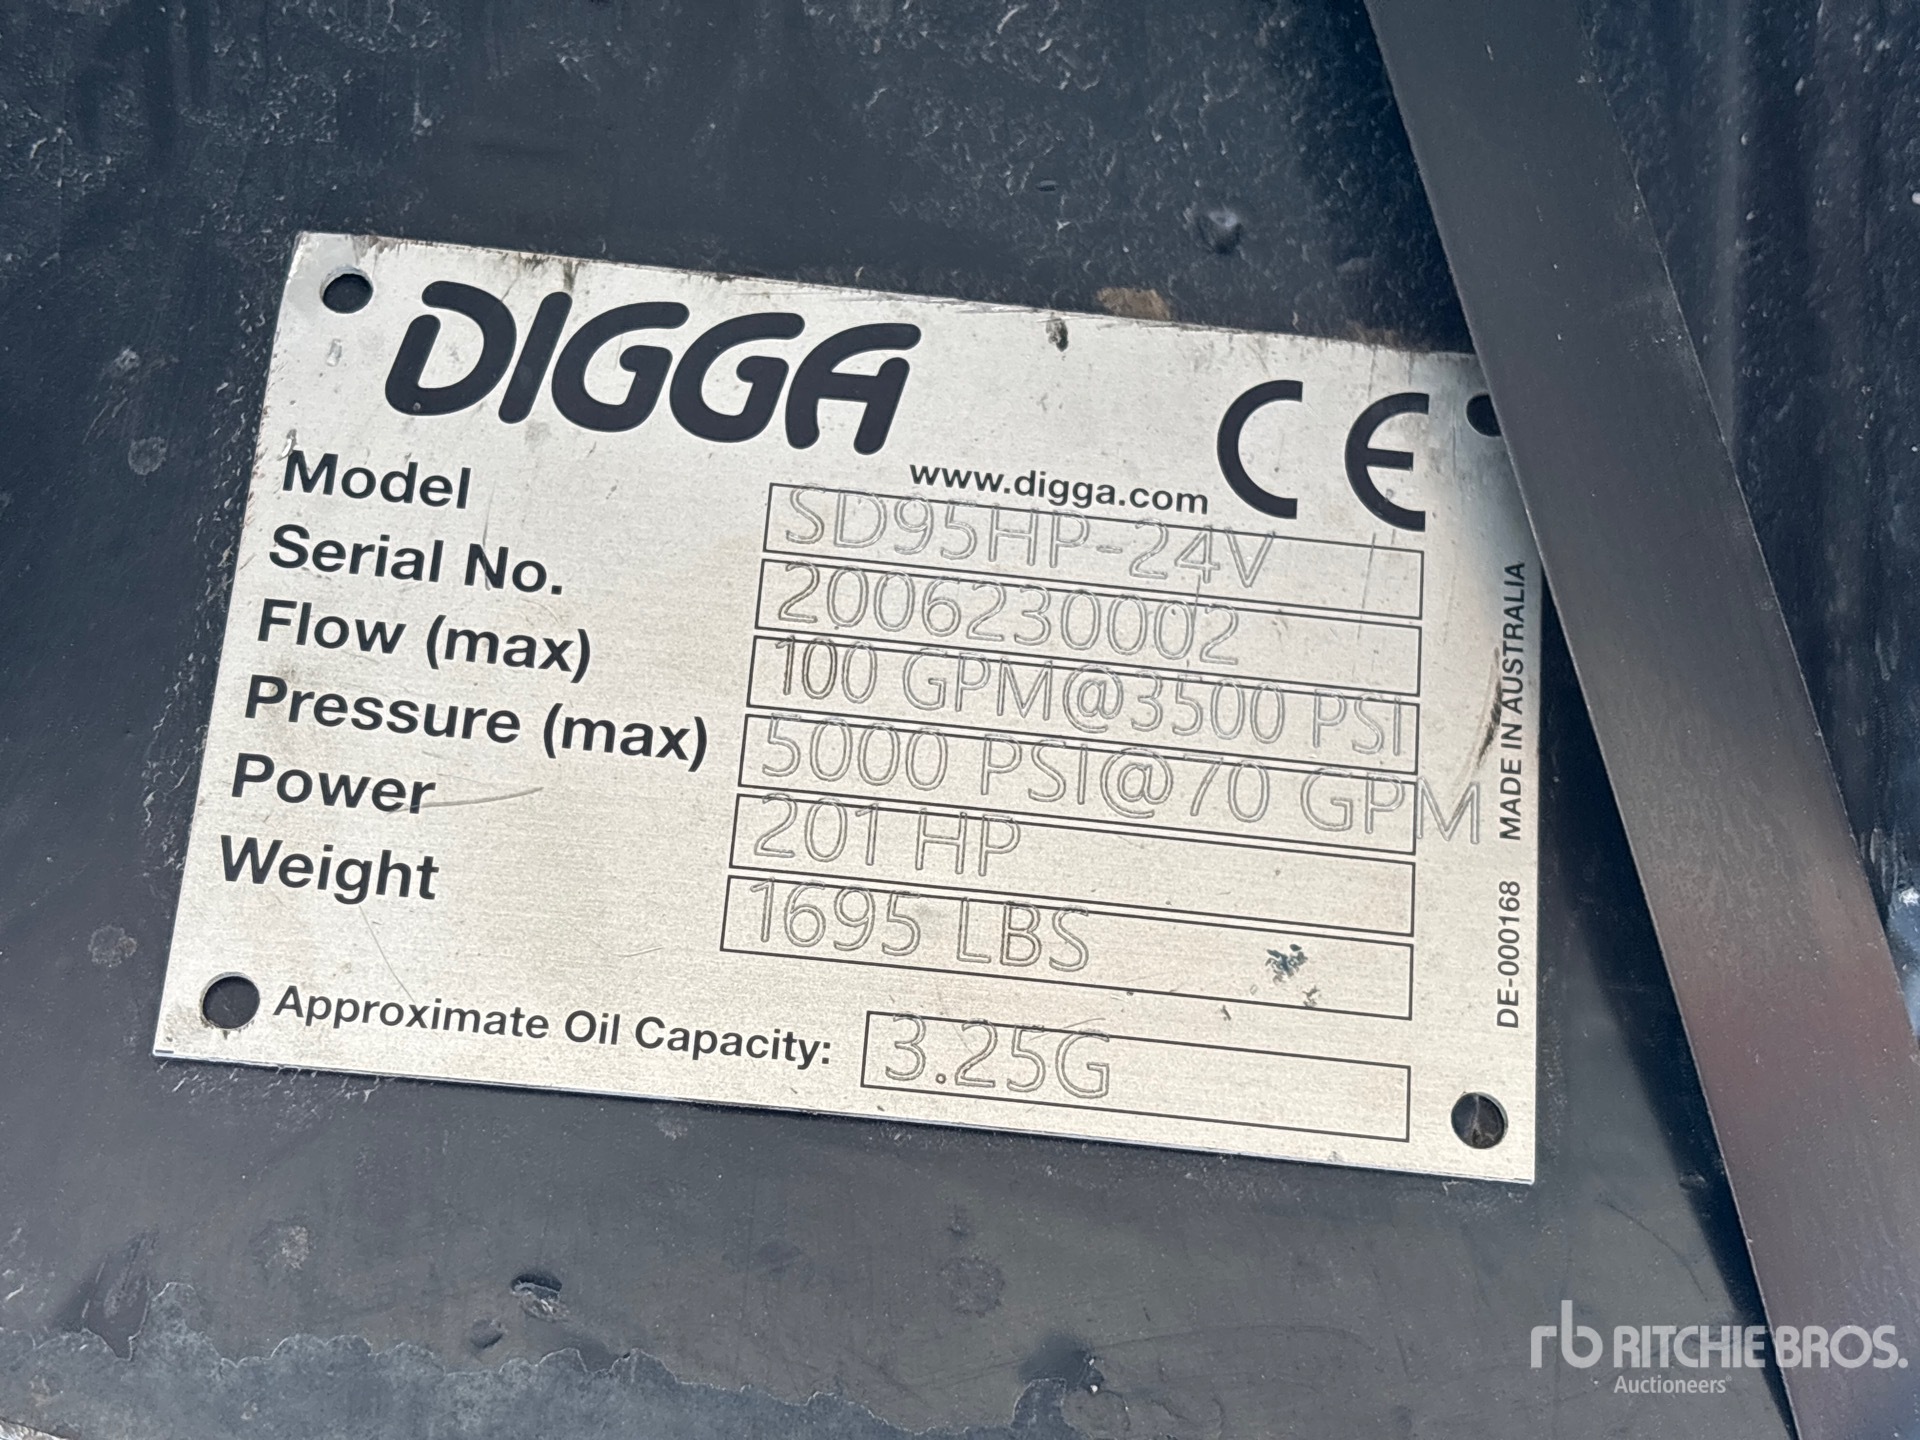 DIGGA
CE
www.digga.com
Model SD95HP-24V
Serial No. 2006230002
Flow (max) 100 GPM@3500 PSI
Pressure (max) 5000 PSI@70 GPM
Power 201 HP
Weight 1695 LBS
Approximate Oil Capacity: 3.25G
DE-000168 MADE IN AUSTRALIA
rb RITCHIE BROS.
Auctioneers